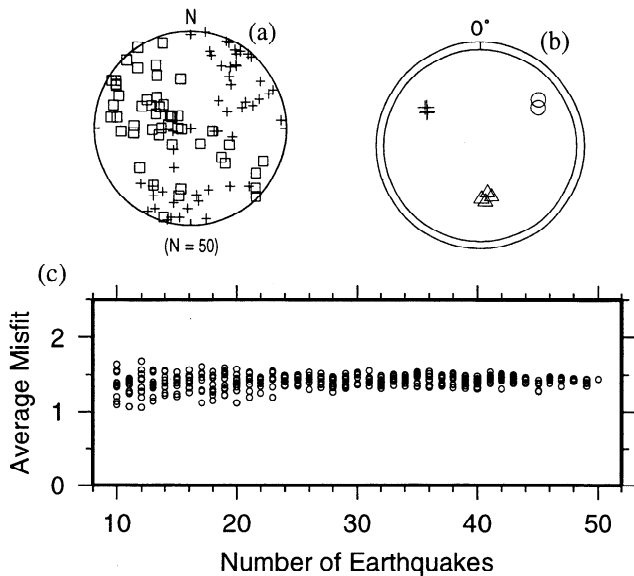 N
(a)
(N = 50)
0°
(b)
(c)
Average Misfit
2
1
0
10 20 30 40 50
Number of Earthquakes